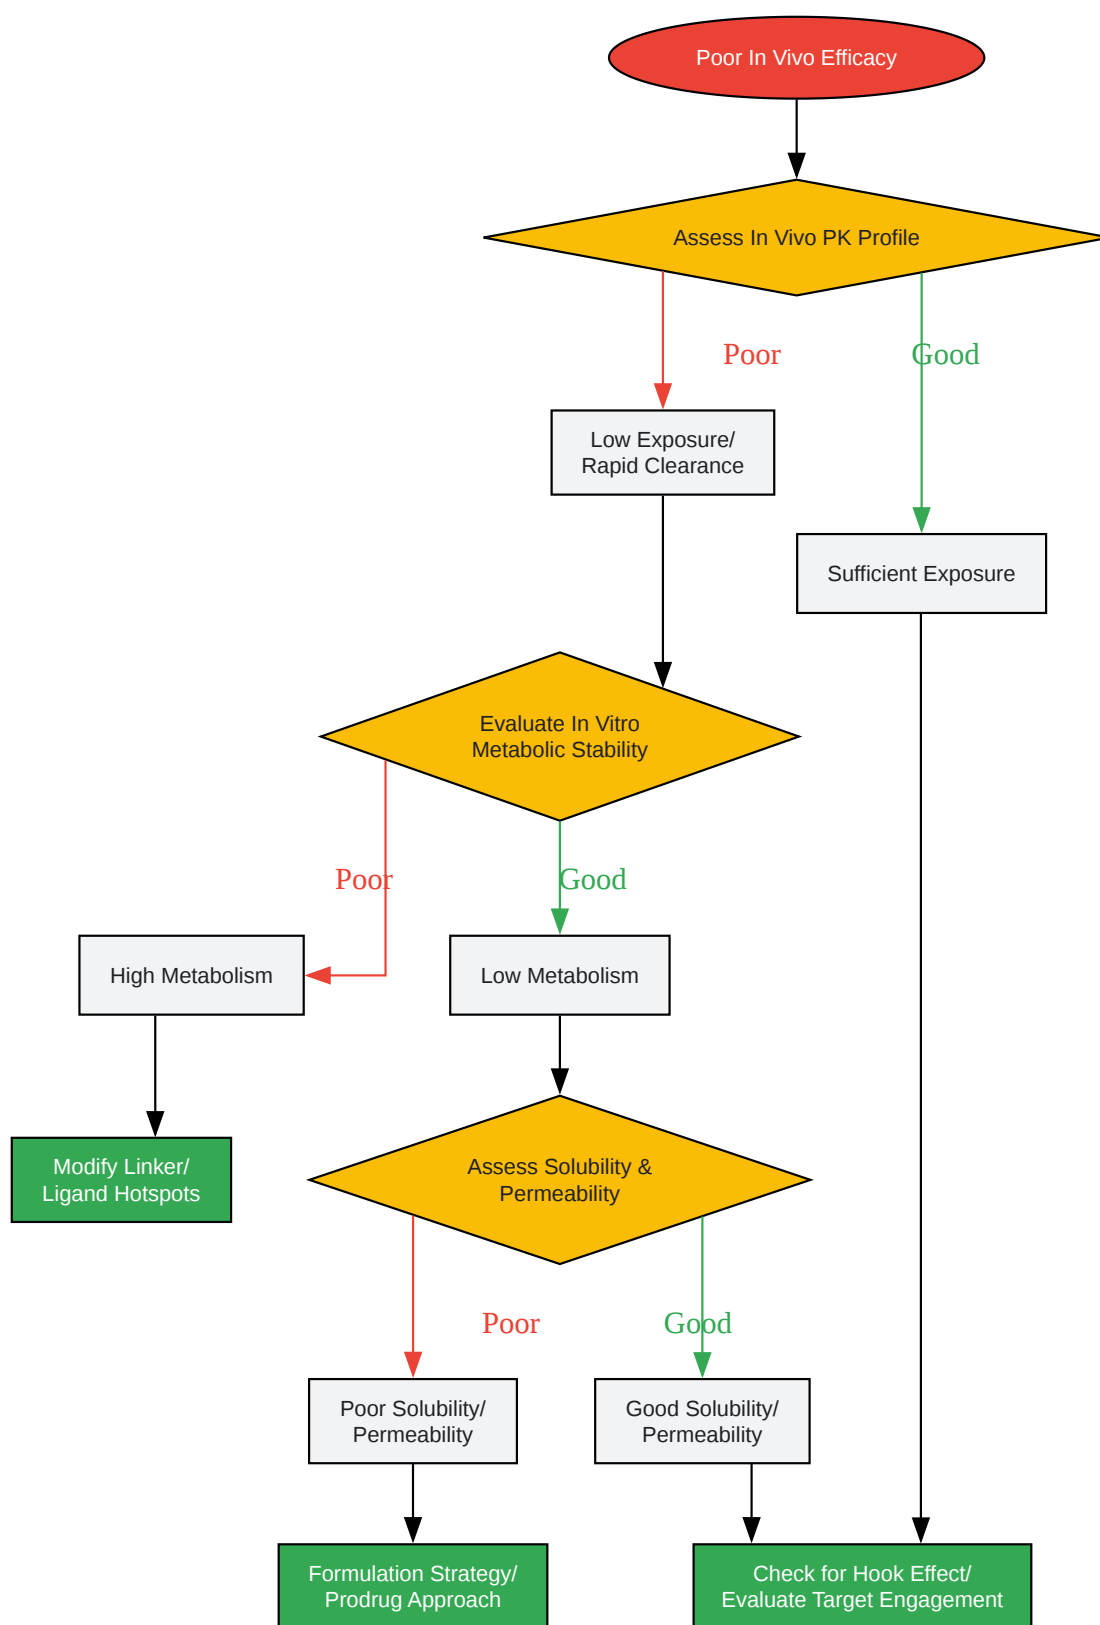 Poor In Vivo Efficacy
Assess In Vivo PK Profile
Poor
Good
Low Exposure/
Rapid Clearance
Sufficient Exposure
Evaluate In Vitro
Metabolic Stability
Poor
Good
High Metabolism
Low Metabolism
Modify Linker/
Ligand Hotspots
Assess Solubility &
Permeability
Poor
Good
Poor Solubility/
Permeability
Good Solubility/
Permeability
Formulation Strategy/
Prodrug Approach
Check for Hook Effect/
Evaluate Target Engagement